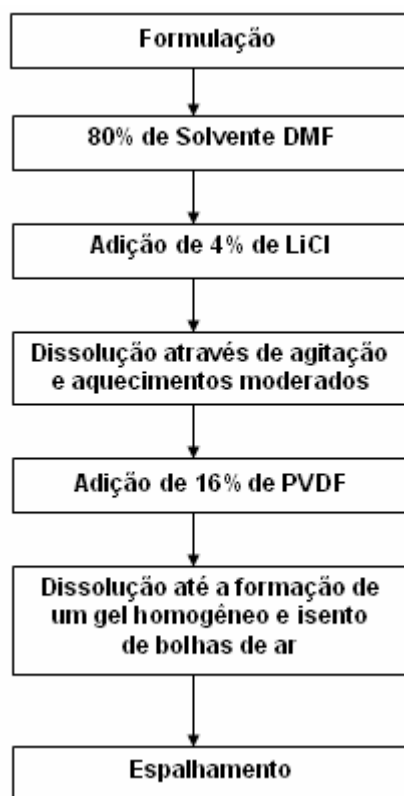 Formulação
80% de Solvente DMF
Adição de 4% de LiCl
Dissolução através de agitação
e aquecimentos moderados
Adição de 16% de PVDF
Dissolução até a formação de
um gel homogêneo e isento
de bolhas de ar
Espalhamento